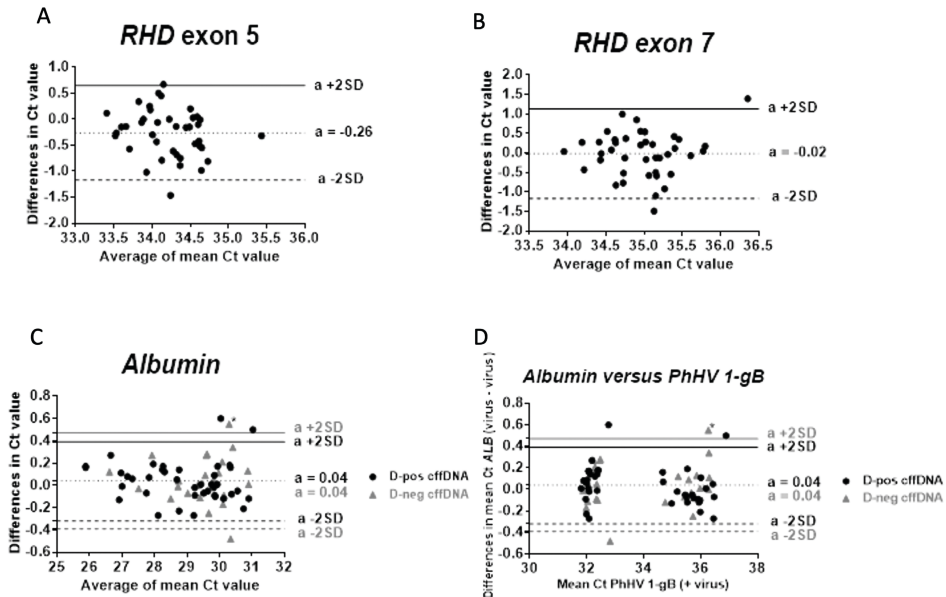 A
RHD exon 5
Differences in Ct value
1.0
0.5
0.0
-0.5
-1.0
-1.5
-2.0
33.0 33.5 34.0 34.5 35.0 35.5 36.0
Average of mean Ct value
a +2SD
a = -0.26
a -2SD
B
RHD exon 7
Differences in Ct value
2.0
1.5
1.0
0.5
0.0
-0.5
-1.0
-1.5
-2.0
33.5 34.0 34.5 35.0 35.5 36.0 36.5
Average of mean Ct value
a +2SD
a = -0.02
a -2SD
C
Albumin
Differences in Ct value
0.8
0.6
0.4
0.2
0.0
-0.2
-0.4
-0.6
25 26 27 28 29 30 31 32
Average of mean Ct value
*
a +2SD
a +2SD
a = 0.04
a = 0.04
a -2SD
a -2SD
D-pos cffDNA
D-neg cffDNA
D
Albumin versus PhHV 1-gB
Differences in mean Ct ALB (virus - virus)
0.8
0.6
0.4
0.2
0.0
-0.2
-0.4
-0.6
30 32 34 36 38
Mean Ct PhHV 1-gB (+ virus)
*
a +2SD
a +2SD
a = 0.04
a = 0.04
a -2SD
a -2SD
D-pos cffDNA
D-neg cffDNA